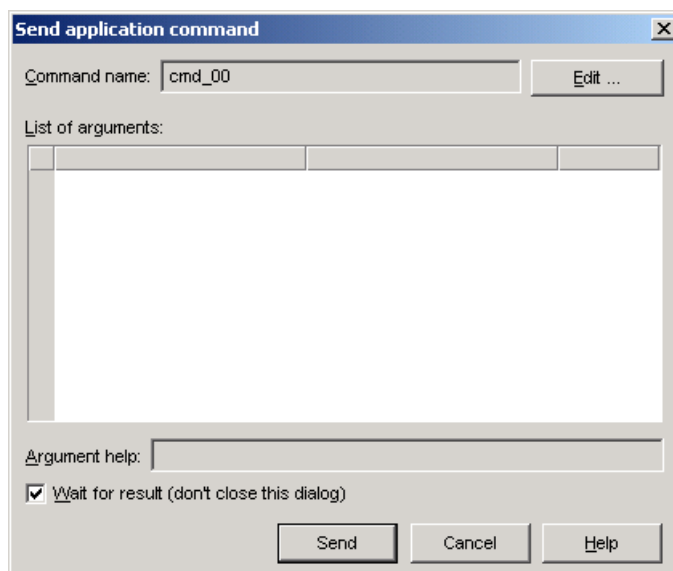 Send application command
Command name: cmd_00 Edit ...
List of arguments:
Argument help:
Wait for result (don't close this dialog)
Send Cancel Help